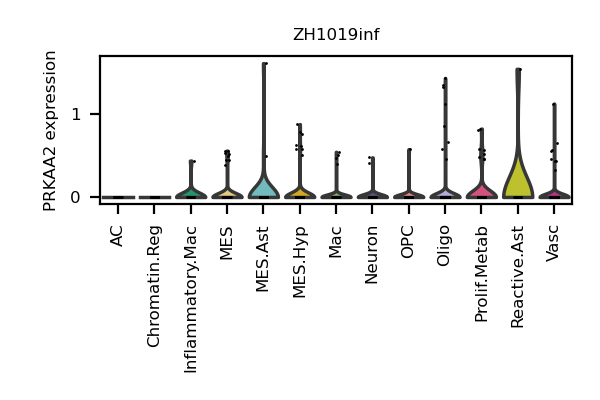 ZH1019inf
PRKAA2 expression
1
0
AC
Chromatin.Reg
Inflammatory.Mac
MES
MES.Ast
MES.Hyp
Mac
Neuron
OPC
Oligo
Prolif.Metab
Reactive.Ast
Vasc